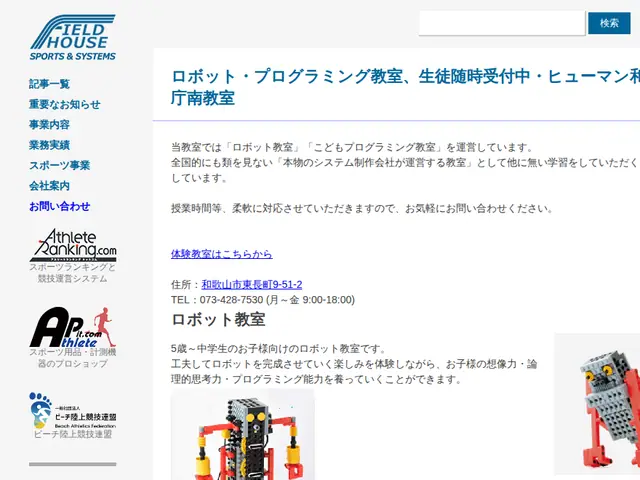 FIELD
HOUSE
SPORTS & SYSTEMS
検索
記事一覧
重要なお知らせ
事業内容
業務実績
スポーツ事業
会社案内
お問い合わせ
Athlete
Ranking.com
スポーツランキングと
競技運営システム
Ap
it.com
Athlete
スポーツ用品・計測機
器のプロショップ
一般社団法人
ビーチ陸上競技連盟
Beach Athletics Federation
ビーチ陸上競技連盟
ロボット・プログラミング教室、生徒随時受付中・ヒューマン和
庁南教室
当教室では「ロボット教室」「こどもプログラミング教室」を運営しています。
全国的にも類を見ない「本物のシステム制作会社が運営する教室」として他に無い学習をしていただく
しています。
授業時間等、柔軟に対応させていただきますので、お気軽にお問い合わせください。
体験教室はこちらから
住所：和歌山市東長町9-51-2
TEL：073-428-7530 (月～金 9:00-18:00)
ロボット教室
5歳～中学生のお子様向けのロボット教室です。
工夫してロボットを完成させていく楽しみを体験しながら、お子様の想像力・論
理的思考力・プログラミング能力を養っていくことができます。